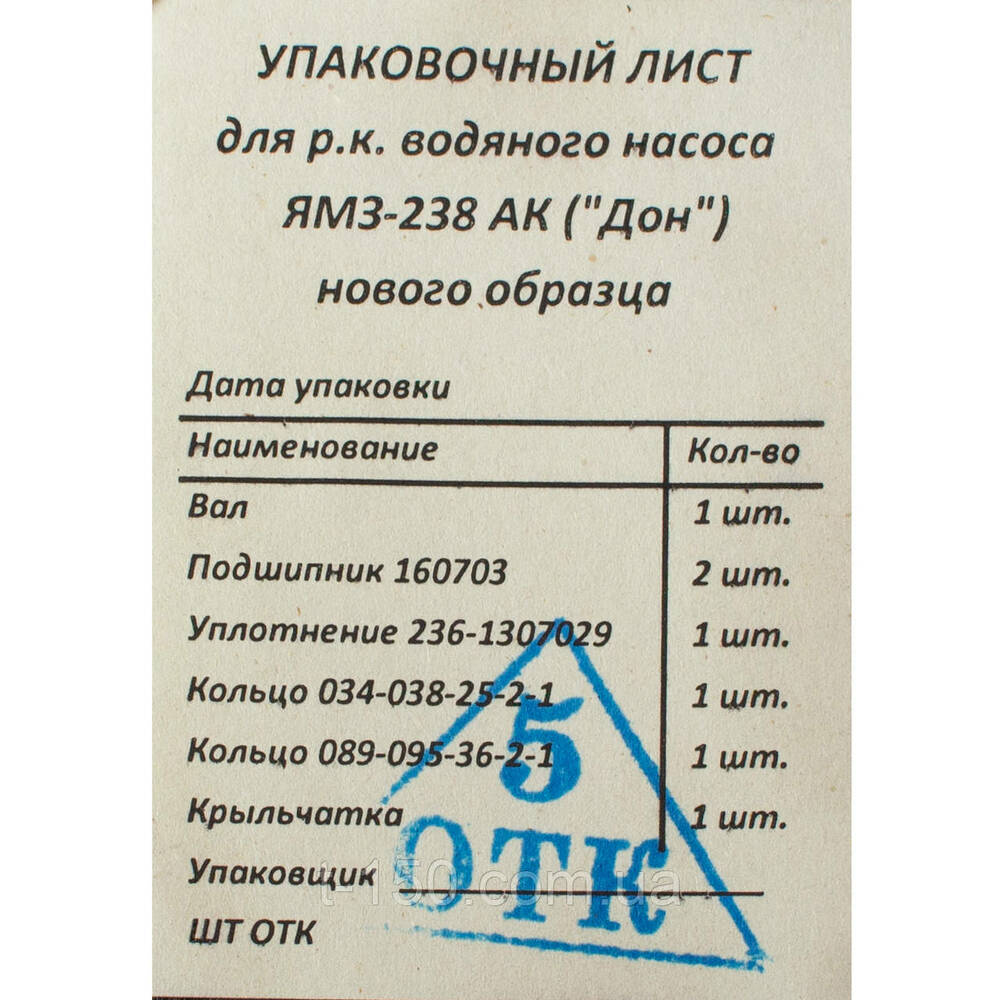 УПАКОВОЧНЫЙ ЛИСТ
для р.к. водяного насоса
ЯМЗ-238 АК ("Дон")
нового образца
Дата упаковки
Наименование Кол-во
Вал 1 шт.
Подшипник 160703 2 шт.
Уплотнение 236-1307029 1 шт.
Кольцо 034-038-25-2-1 1 шт.
Кольцо 089-095-36-2-1 1 шт.
Крыльчатка 1 шт.
Упаковщик
ШТ ОТК
5
ОТК
t-150.com.ua